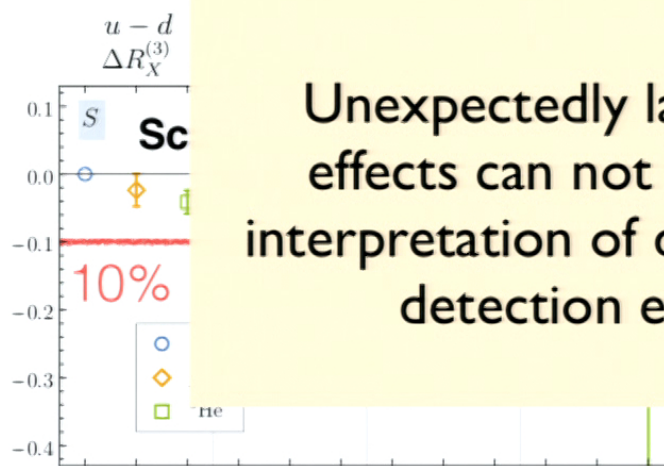 u − d
ΔR_X^(3)
0.1
S
Sc
0.0
−0.1
10%
−0.2
−0.3
He
−0.4
Unexpectedly la
effects can not
interpretation of
detection e